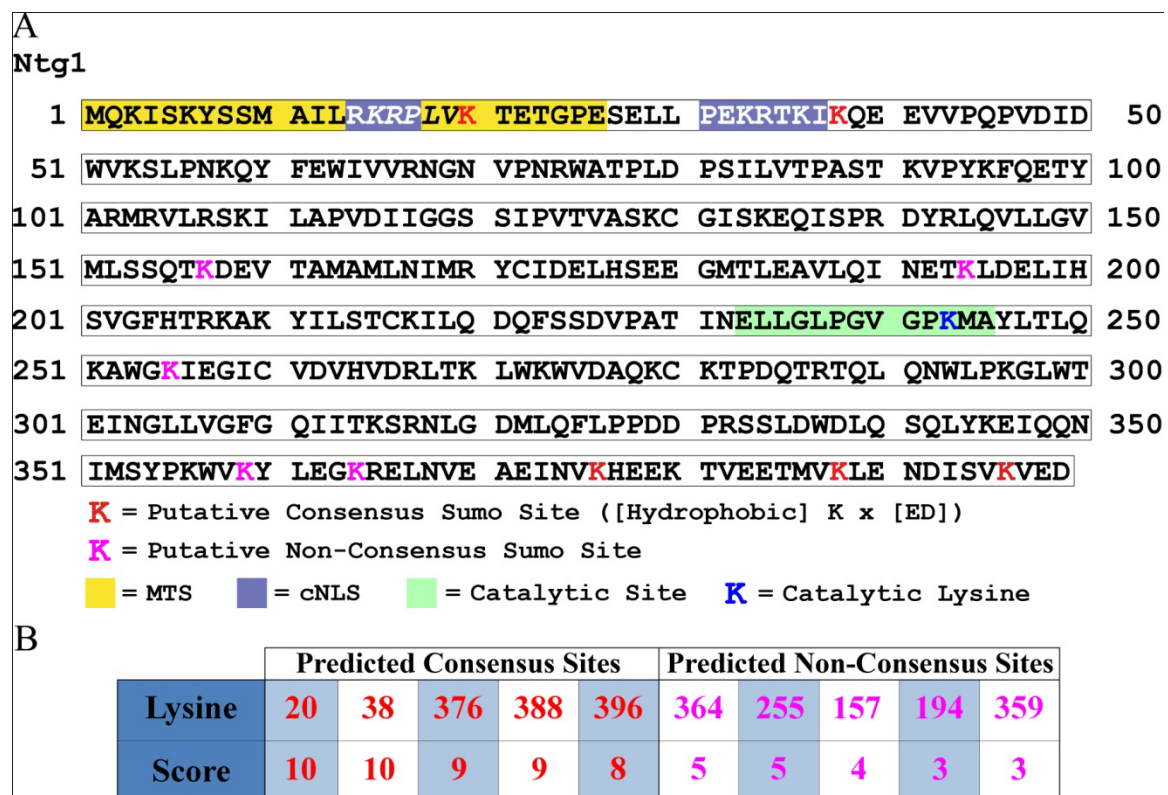 A
Ntg1
1 MQKISKYSSM AILRKRPLVK TETGPESELL PEKRTKIKQE EVVPQPVDID 50
51 WVKSLPNKQY FEWIVVRNGN VPNRWATPLD PSILVTPAST KVPYKFQETY 100
101 ARMRVLRSKI LAPVDIIGGS SIPVTVASKC GISKEQISPR DYRLQVLLGV 150
151 MLSSQTKDEV TAMAMLNIMR YCIDELHSEE GMTLEAVLQI NETKLDELIH 200
201 SVGFHTRKAK YILSTCKILQ DQFSSDVPAT INELLGLPGV GPKMAYLTLQ 250
251 KAWGKIEGIC VDVHVDRLTK LWKWVDAQKC KTPDQTRTQL QNWLPKGLWT 300
301 EINGLLVGFG QIITKSRNLG DMLQFLPPDD PRSSLDWDLQ SQLYKEIQQN 350
351 IMSYPKWVKY LEGKRELNVE AEINVKHEEK TVEETMVKLE NDISVKVED
K = Putative Consensus Sumo Site ([Hydrophobic] K x [ED])
K = Putative Non-Consensus Sumo Site
= MTS = cNLS = Catalytic Site K = Catalytic Lysine
B
Predicted Consensus Sites Predicted Non-Consensus Sites
Lysine 20 38 376 388 396 364 255 157 194 359
Score 10 10 9 9 8 5 5 4 3 3